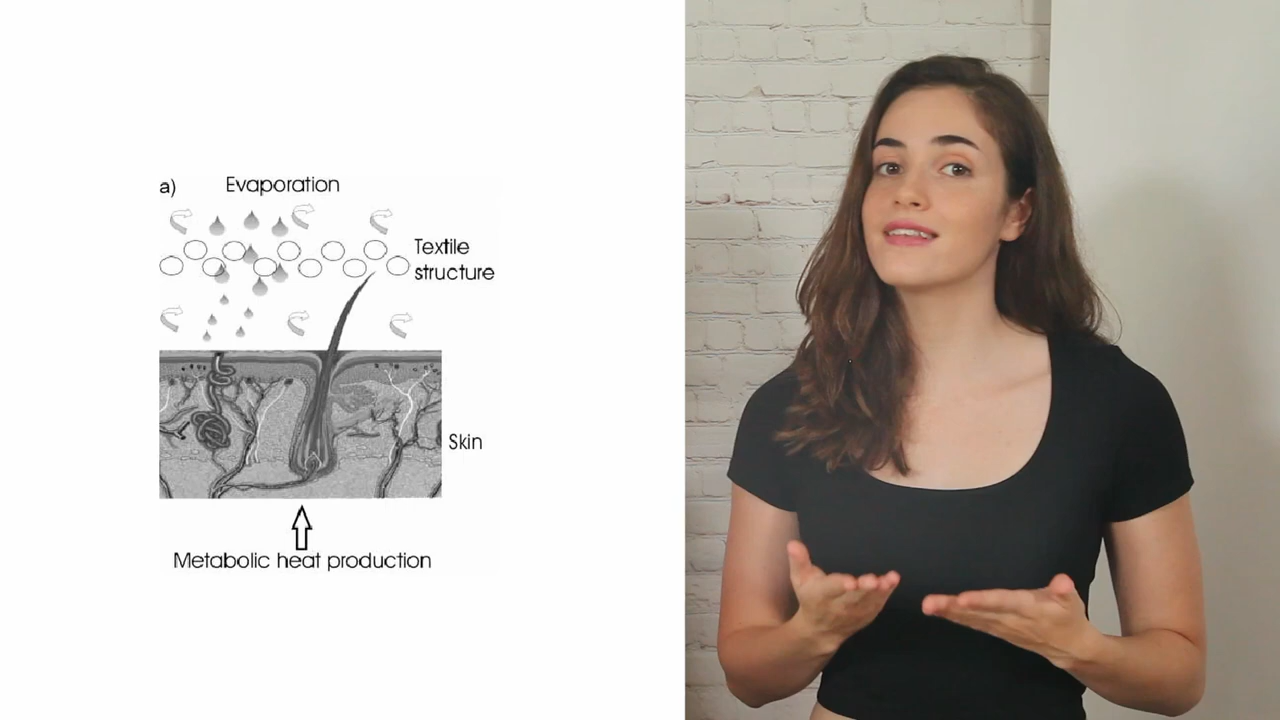 a) Evaporation
Textile
structure
Skin
Metabolic heat production